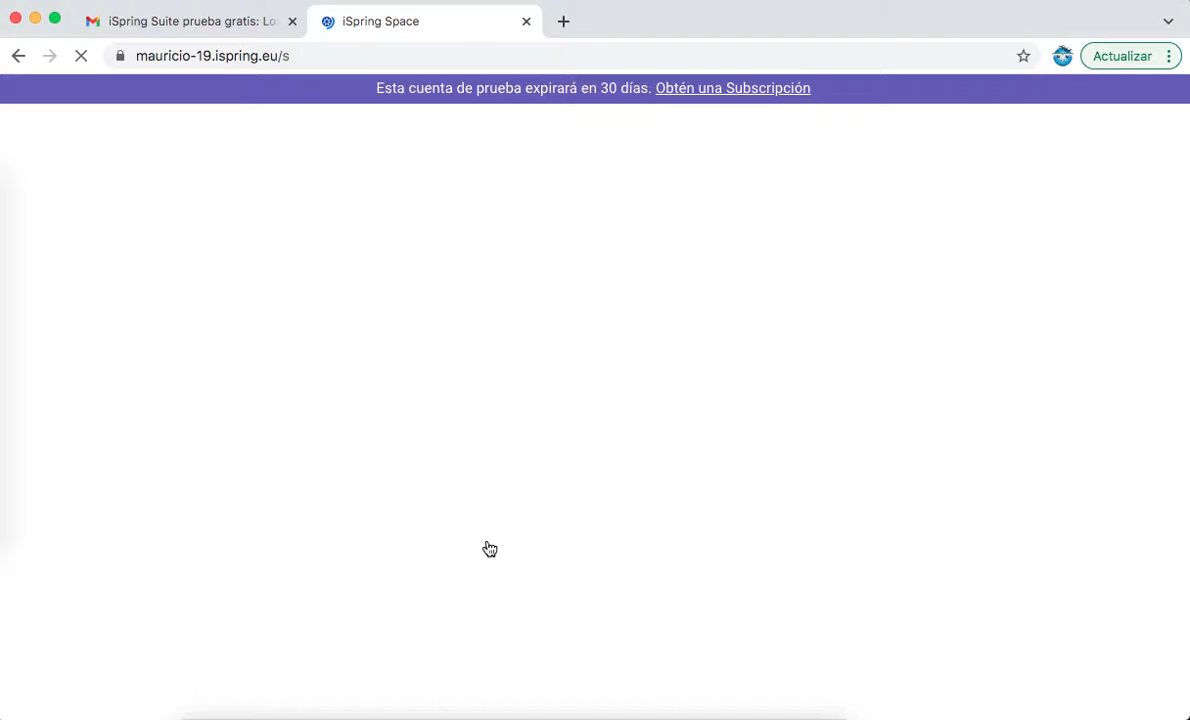 iSpring Suite prueba gratis: Lo
iSpring Space
mauricio-19.ispring.eu/s
Actualizar
Esta cuenta de prueba expirará en 30 días. Obtén una Subscripción